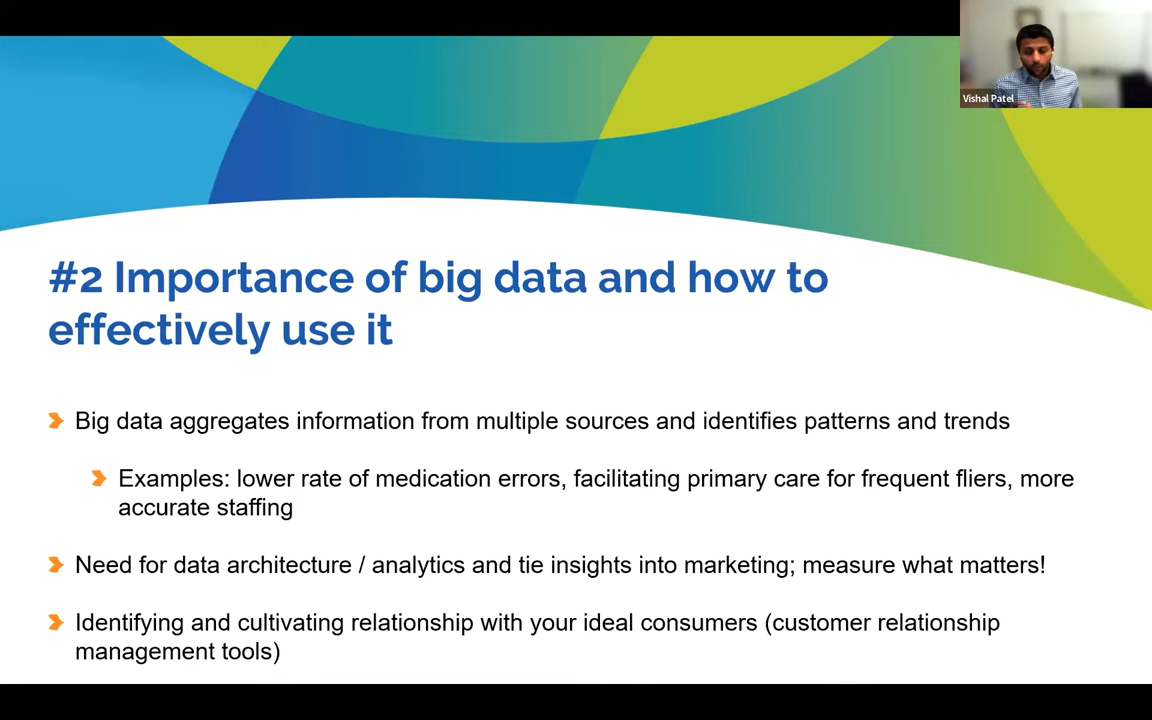 Vishal Patel
#2 Importance of big data and how to
effectively use it
Big data aggregates information from multiple sources and identifies patterns and trends
Examples: lower rate of medication errors, facilitating primary care for frequent fliers, more
accurate staffing
Need for data architecture / analytics and tie insights into marketing; measure what matters!
Identifying and cultivating relationship with your ideal consumers (customer relationship
management tools)